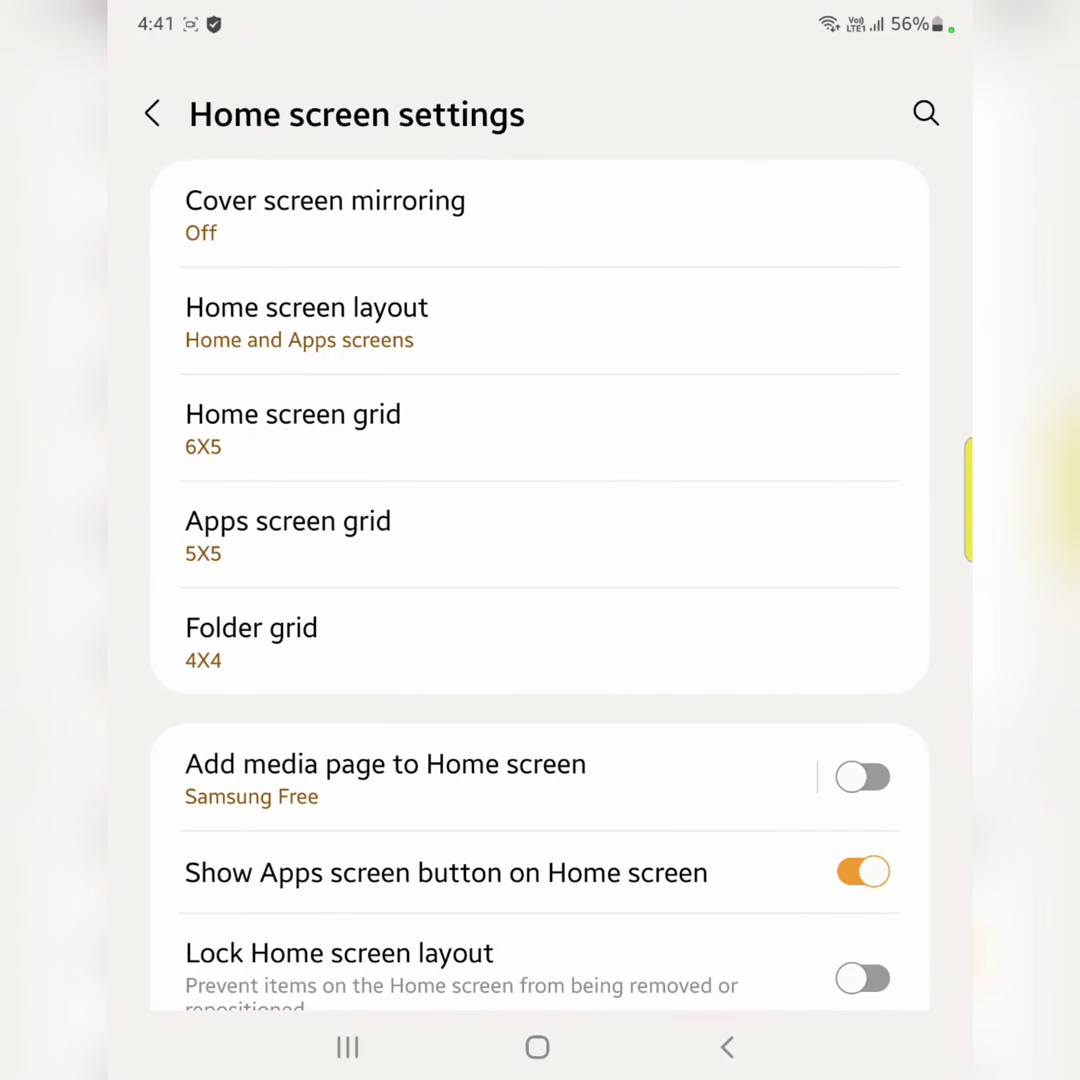 4:41 Vo) LTE1 56%
Home screen settings
Cover screen mirroring
Off
Home screen layout
Home and Apps screens
Home screen grid
6X5
Apps screen grid
5X5
Folder grid
4X4
Add media page to Home screen
Samsung Free
Show Apps screen button on Home screen
Lock Home screen layout
Prevent items on the Home screen from being removed or
repositioned